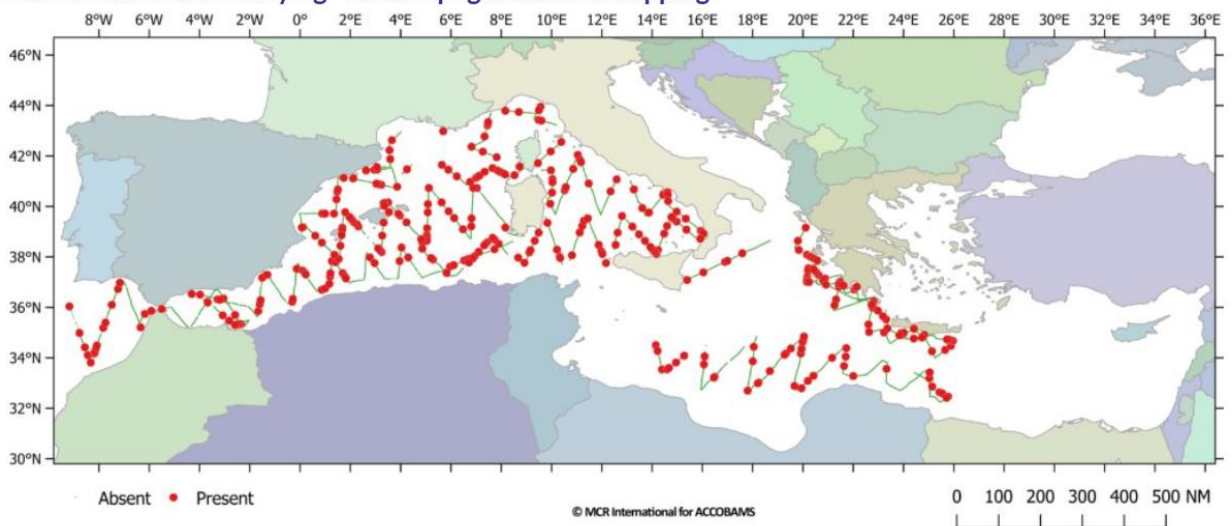 8°W 6°W 4°W 2°W 0° 2°E 4°E 6°E 8°E 10°E 12°E 14°E 16°E 18°E 20°E 22°E 24°E 26°E 28°E 30°E 32°E 34°E 36°E
46°N
44°N
42°N
40°N
38°N
36°N
34°N
32°N
30°N
Absent Present
© MCR International for ACCOBAMS
0 100 200 300 400 500 NM